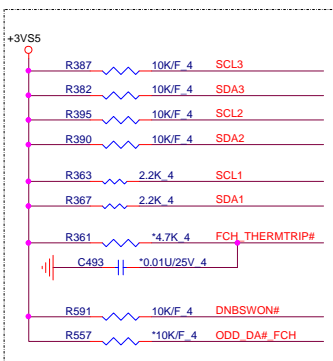 +3VS5
R387 10K/F_4 SCL3
R382 10K/F_4 SDA3
R395 10K/F_4 SCL2
R390 10K/F_4 SDA2
R363 2.2K_4 SCL1
R367 2.2K_4 SDA1
R361 *4.7K_4 FCH_THERMTRIP#
C493 *0.01U/25V_4
R591 10K/F_4 DNBSWON#
R557 *10K/F_4 ODD_DA#_FCH